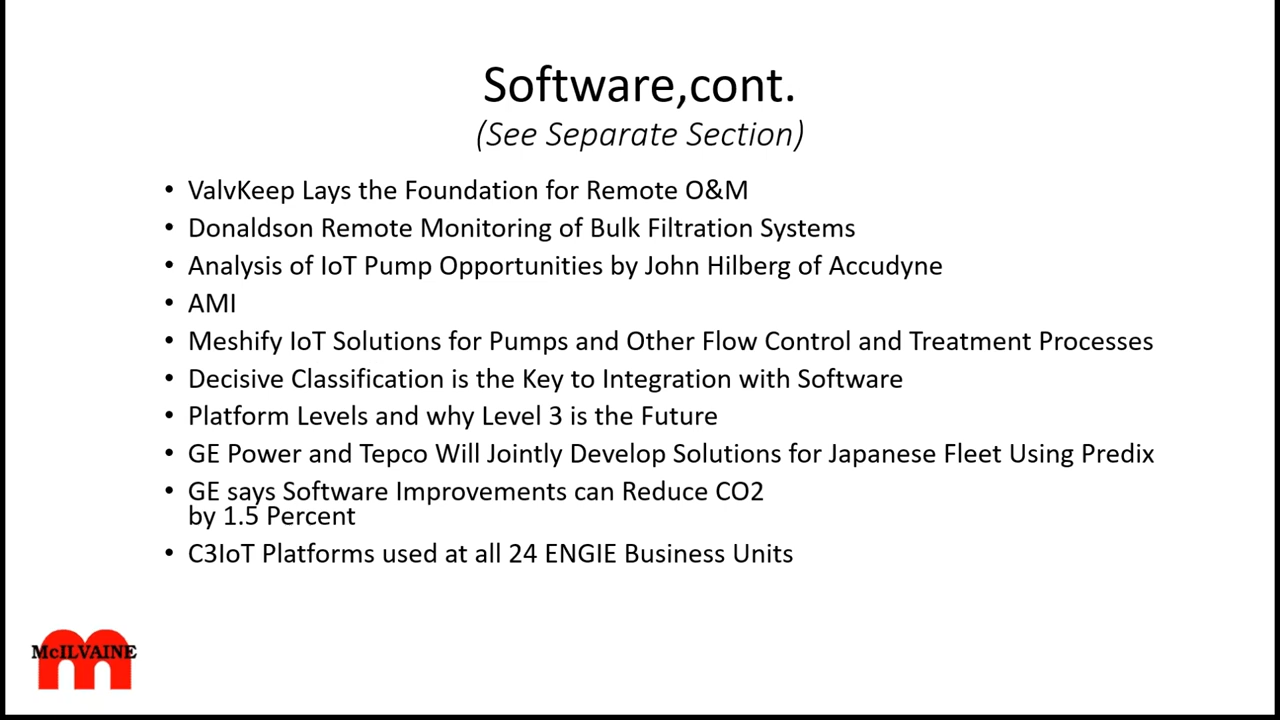 Software,cont.
(See Separate Section)
• ValvKeep Lays the Foundation for Remote O&M
• Donaldson Remote Monitoring of Bulk Filtration Systems
• Analysis of IoT Pump Opportunities by John Hilberg of Accudyne
• AMI
• Meshify IoT Solutions for Pumps and Other Flow Control and Treatment Processes
• Decisive Classification is the Key to Integration with Software
• Platform Levels and why Level 3 is the Future
• GE Power and Tepco Will Jointly Develop Solutions for Japanese Fleet Using Predix
• GE says Software Improvements can Reduce CO2
by 1.5 Percent
• C3IoT Platforms used at all 24 ENGIE Business Units
McILVAINE